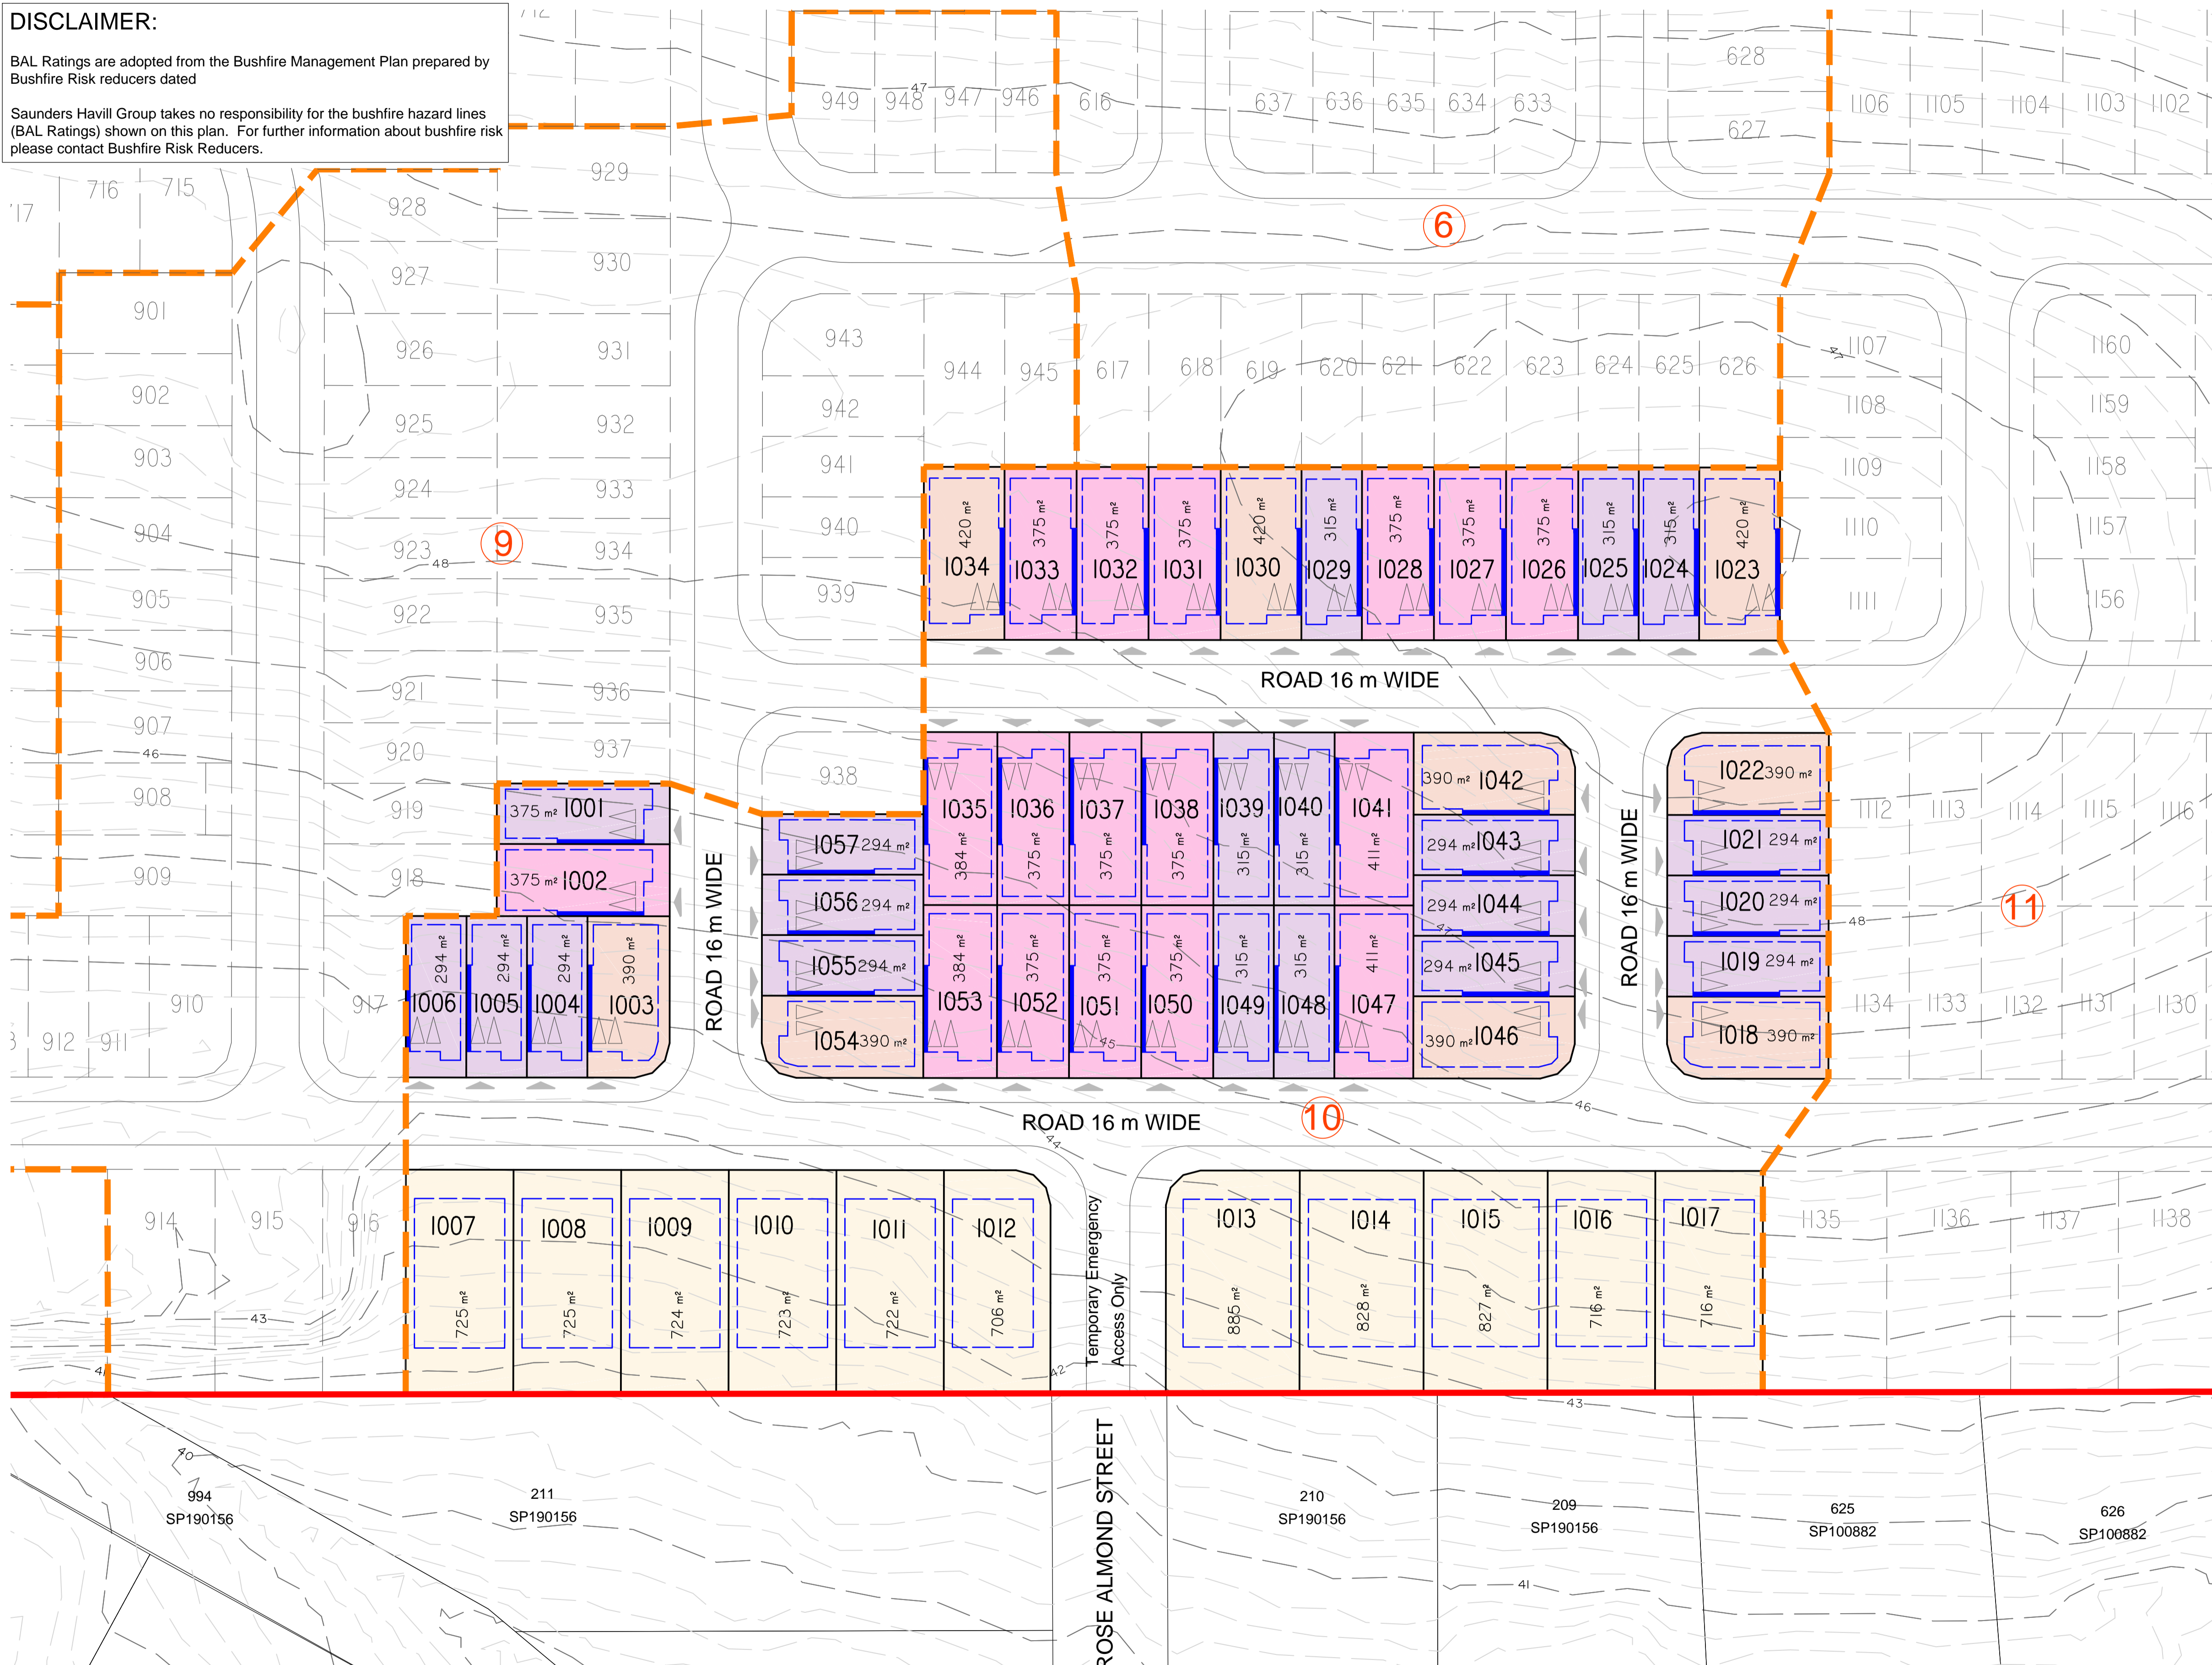 DISCLAIMER:
BAL Ratings are adopted from the Bushfire Management Plan prepared by
Bushfire Risk reducers dated
Saunders Havill Group takes no responsibility for the bushfire hazard lines
(BAL Ratings) shown on this plan.  For further information about bushfire risk
please contact Bushfire Risk Reducers.
712
949 948 947 946 616 637 636 635 634 633 628 627 1106 1105 1104 1103 1102
47
717 716 715 928 929
6
927 930
901 926 931
902 925 932
903 924 933
904 923 934
9
48
905 922 935
906 921 936
907 920 937
46
908 919
909 918
910 917
912 911
943 944 945 617 618 619 620 621 622 623 624 625 626 1107 1160
942 1108 1159
941 1109 1158
940 1110 1157
939 1111 1156
420 m² 375 m² 375 m² 375 m² 420 m² 315 m² 375 m² 375 m² 375 m² 315 m² 315 m² 420 m²
1034 1033 1032 1031 1030 1029 1028 1027 1026 1025 1024 1023
ROAD 16 m WIDE
938
1035 1036 1037 1038 1039 1040 1041
384 m² 375 m² 375 m² 375 m² 315 m² 315 m² 411 m²
390 m² 1042
294 m² 1043
294 m² 1044
294 m² 1045
390 m² 1046
47
1022 390 m²
1021 294 m²
1020 294 m²
1019 294 m²
1018 390 m²
ROAD 16 m WIDE
1112 1113 1114 1115 1116
11
48
1134 1133 1132 1131 1130
375 m² 1001
375 m² 1002
294 m² 294 m² 294 m² 390 m²
1006 1005 1004 1003
ROAD 16 m WIDE
1057 294 m²
1056 294 m²
1055 294 m²
1054 390 m²
384 m² 375 m² 375 m² 375 m² 315 m² 315 m² 411 m²
1053 1052 1051 1050 1049 1048 1047
45
ROAD 16 m WIDE
10
46
44
914 915 916
1007 1008 1009 1010 1011 1012
725 m² 725 m² 724 m² 723 m² 722 m² 706 m²
Temporary Emergency
Access Only
1013 1014 1015 1016 1017
885 m² 828 m² 827 m² 716 m² 716 m²
1135 1136 1137 1138
43
41
42
43
40
994
SP190156
211
SP190156
ROSE ALMOND STREET
210
SP190156
209
SP190156
625
SP100882
626
SP100882
41